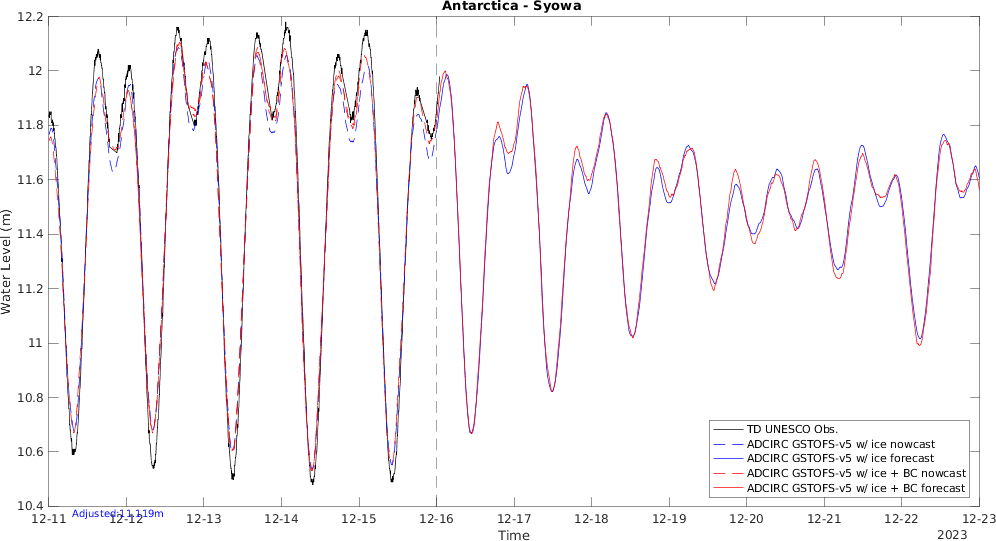 Antarctica - Syowa
12.2
12
11.8
11.6
11.4
11.2
11
10.8
10.6
10.4
Water Level (m)
TD UNESCO Obs.
ADCIRC GSTOFS-v5 w/ ice nowcast
ADCIRC GSTOFS-v5 w/ ice forecast
ADCIRC GSTOFS-v5 w/ ice + BC nowcast
ADCIRC GSTOFS-v5 w/ ice + BC forecast
Adjusted:11.119m
12-11 12-12 12-13 12-14 12-15 12-16 12-17 12-18 12-19 12-20 12-21 12-22 12-23
Time
2023